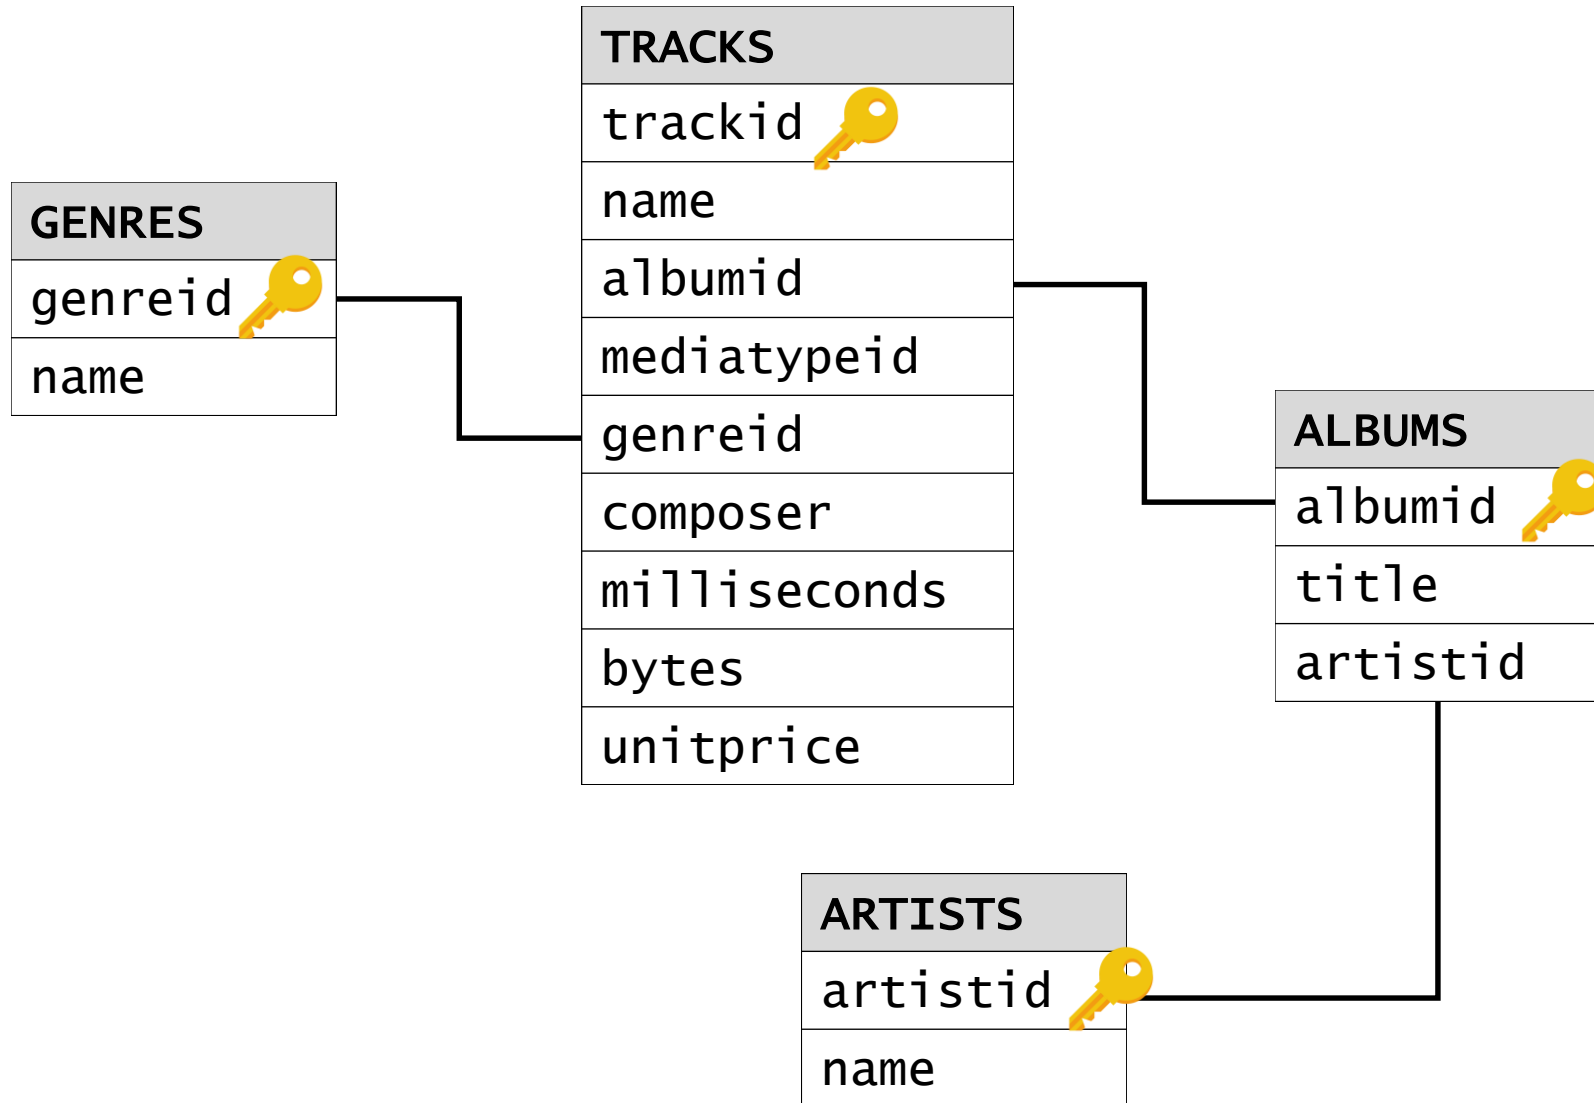 TRACKS
trackid
name
albumid
mediatypeid
genreid
composer
milliseconds
bytes
unitprice
GENRES
genreid
name
ALBUMS
albumid
title
artistid
ARTISTS
artistid
name